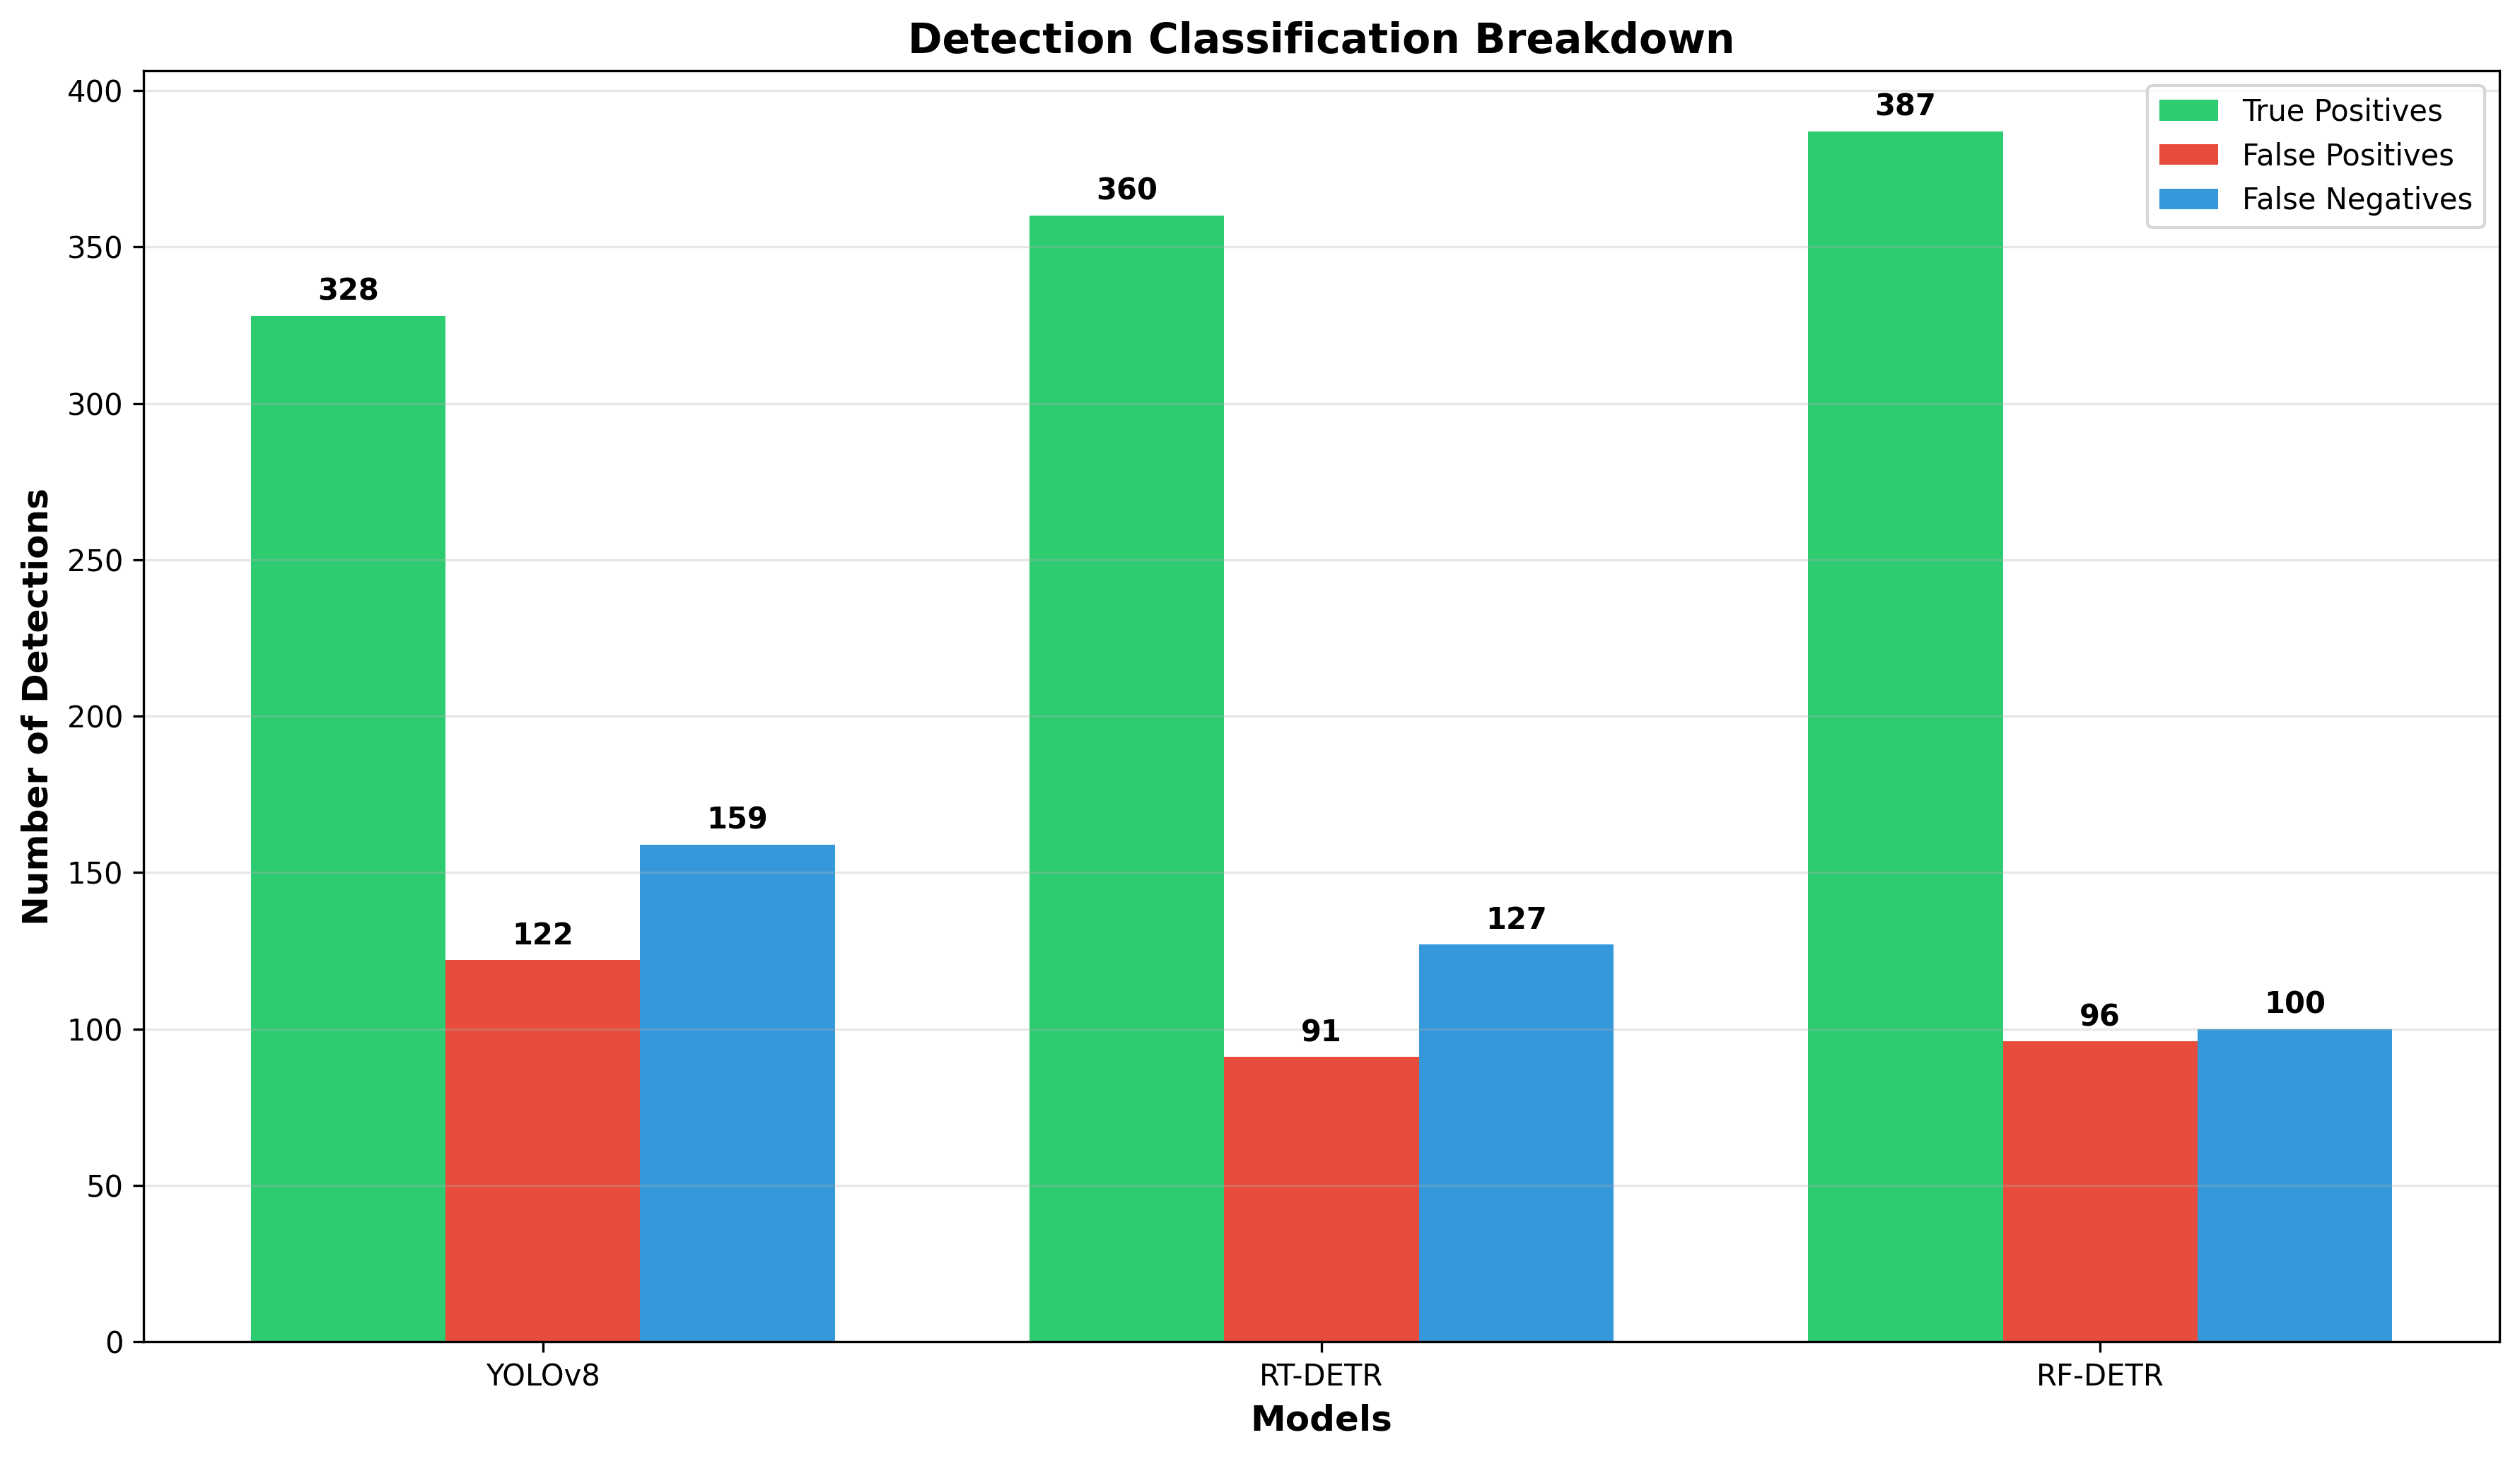 Detection Classification Breakdown
Number of Detections
400
350
300
250
200
150
100
50
0
328
122
159
360
91
127
387
96
100
True Positives
False Positives
False Negatives
YOLOv8
RT-DETR
RF-DETR
Models